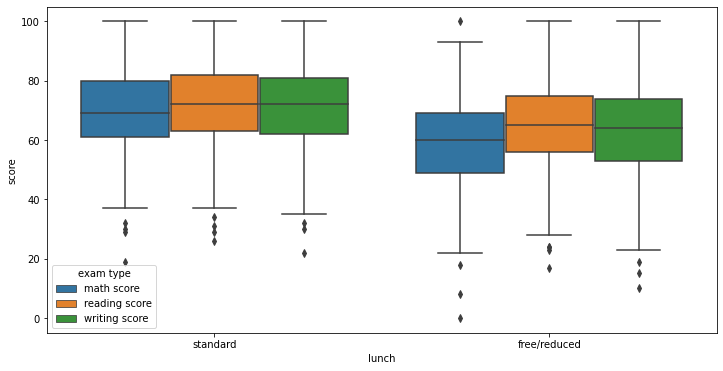 100
80
60
40
20
0
score
exam type
math score
reading score
writing score
standard
free/reduced
lunch